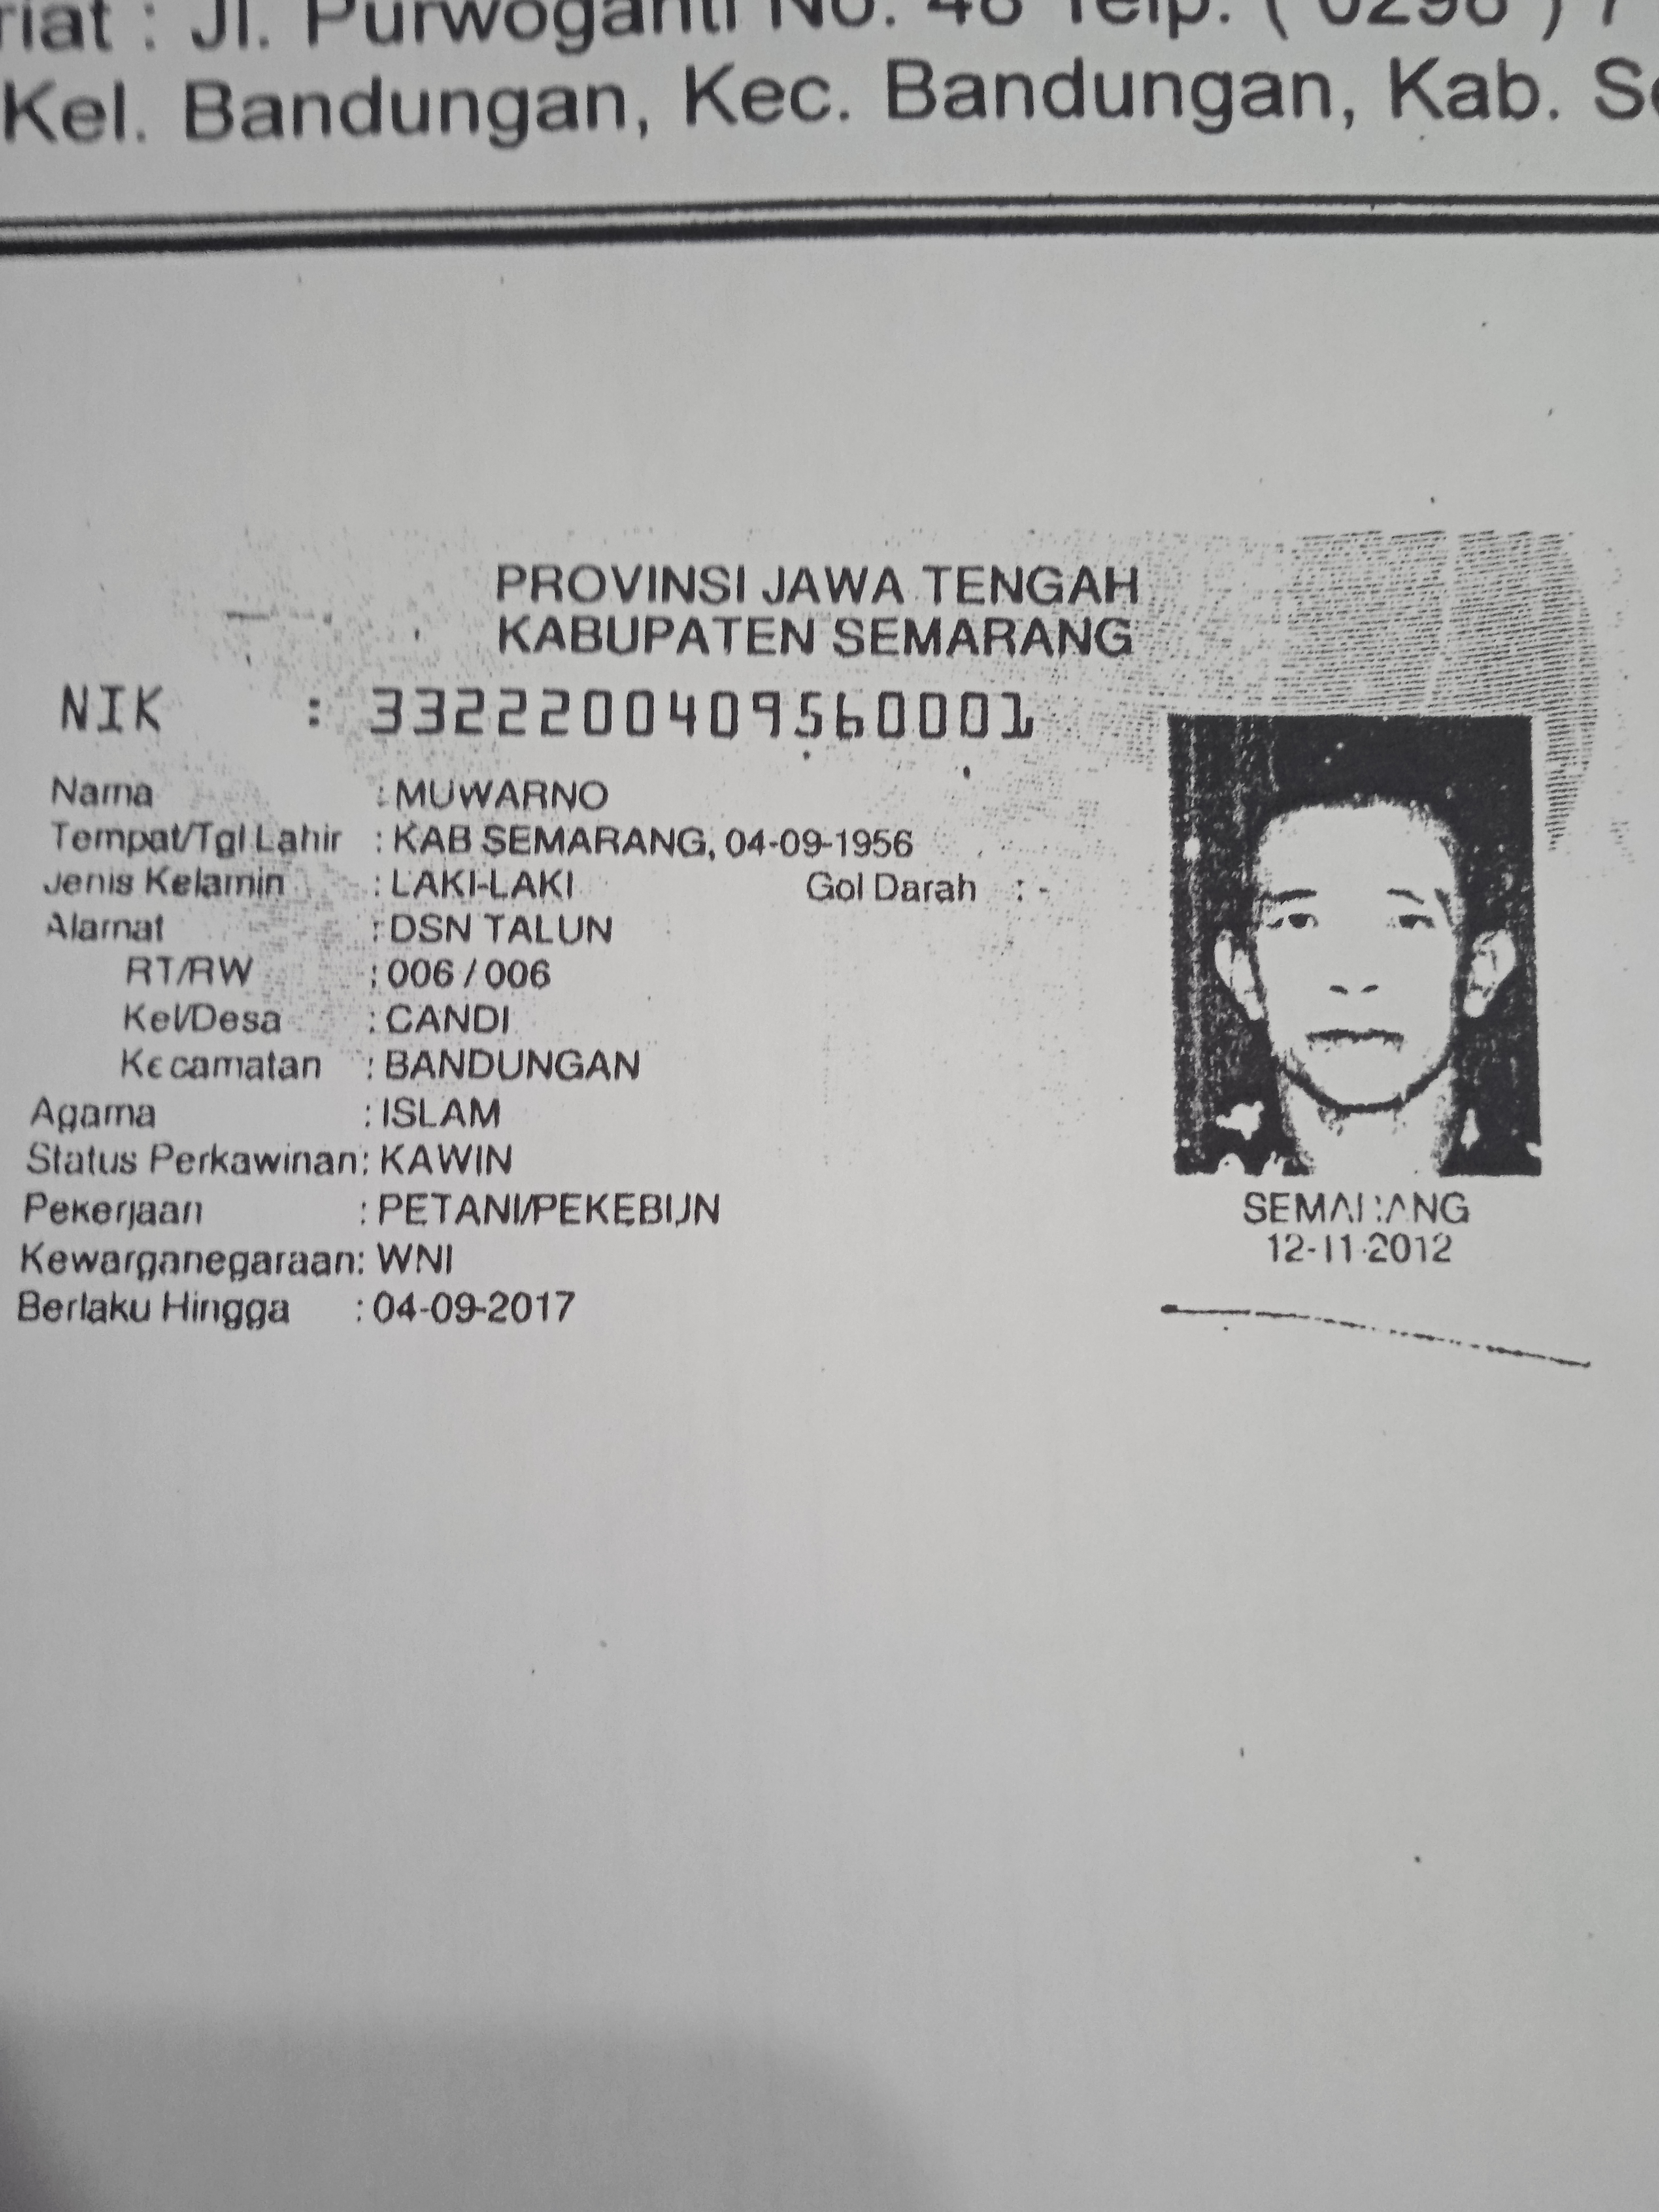 riat : Jl. Purwoganti No. 48 Telp. ( 0298 )
Kel. Bandungan, Kec. Bandungan, Kab.
PROVINSI JAWA TENGAH
KABUPATEN SEMARANG
NIK : 3322200409560001
Nama : MUWARNO
Tempat/Tgl Lahir : KAB SEMARANG, 04-09-1956
Jenis Kelamin : LAKI-LAKI Gol Darah : -
Alamat : DSN TALUN
RT/RW : 006 / 006
Kel/Desa : CANDI
Kecamatan : BANDUNGAN
Agama : ISLAM
Status Perkawinan: KAWIN
Pekerjaan : PETANI/PEKEBUN
Kewarganegaraan: WNI
Berlaku Hingga : 04-09-2017
SEMARANG
12-11-2012